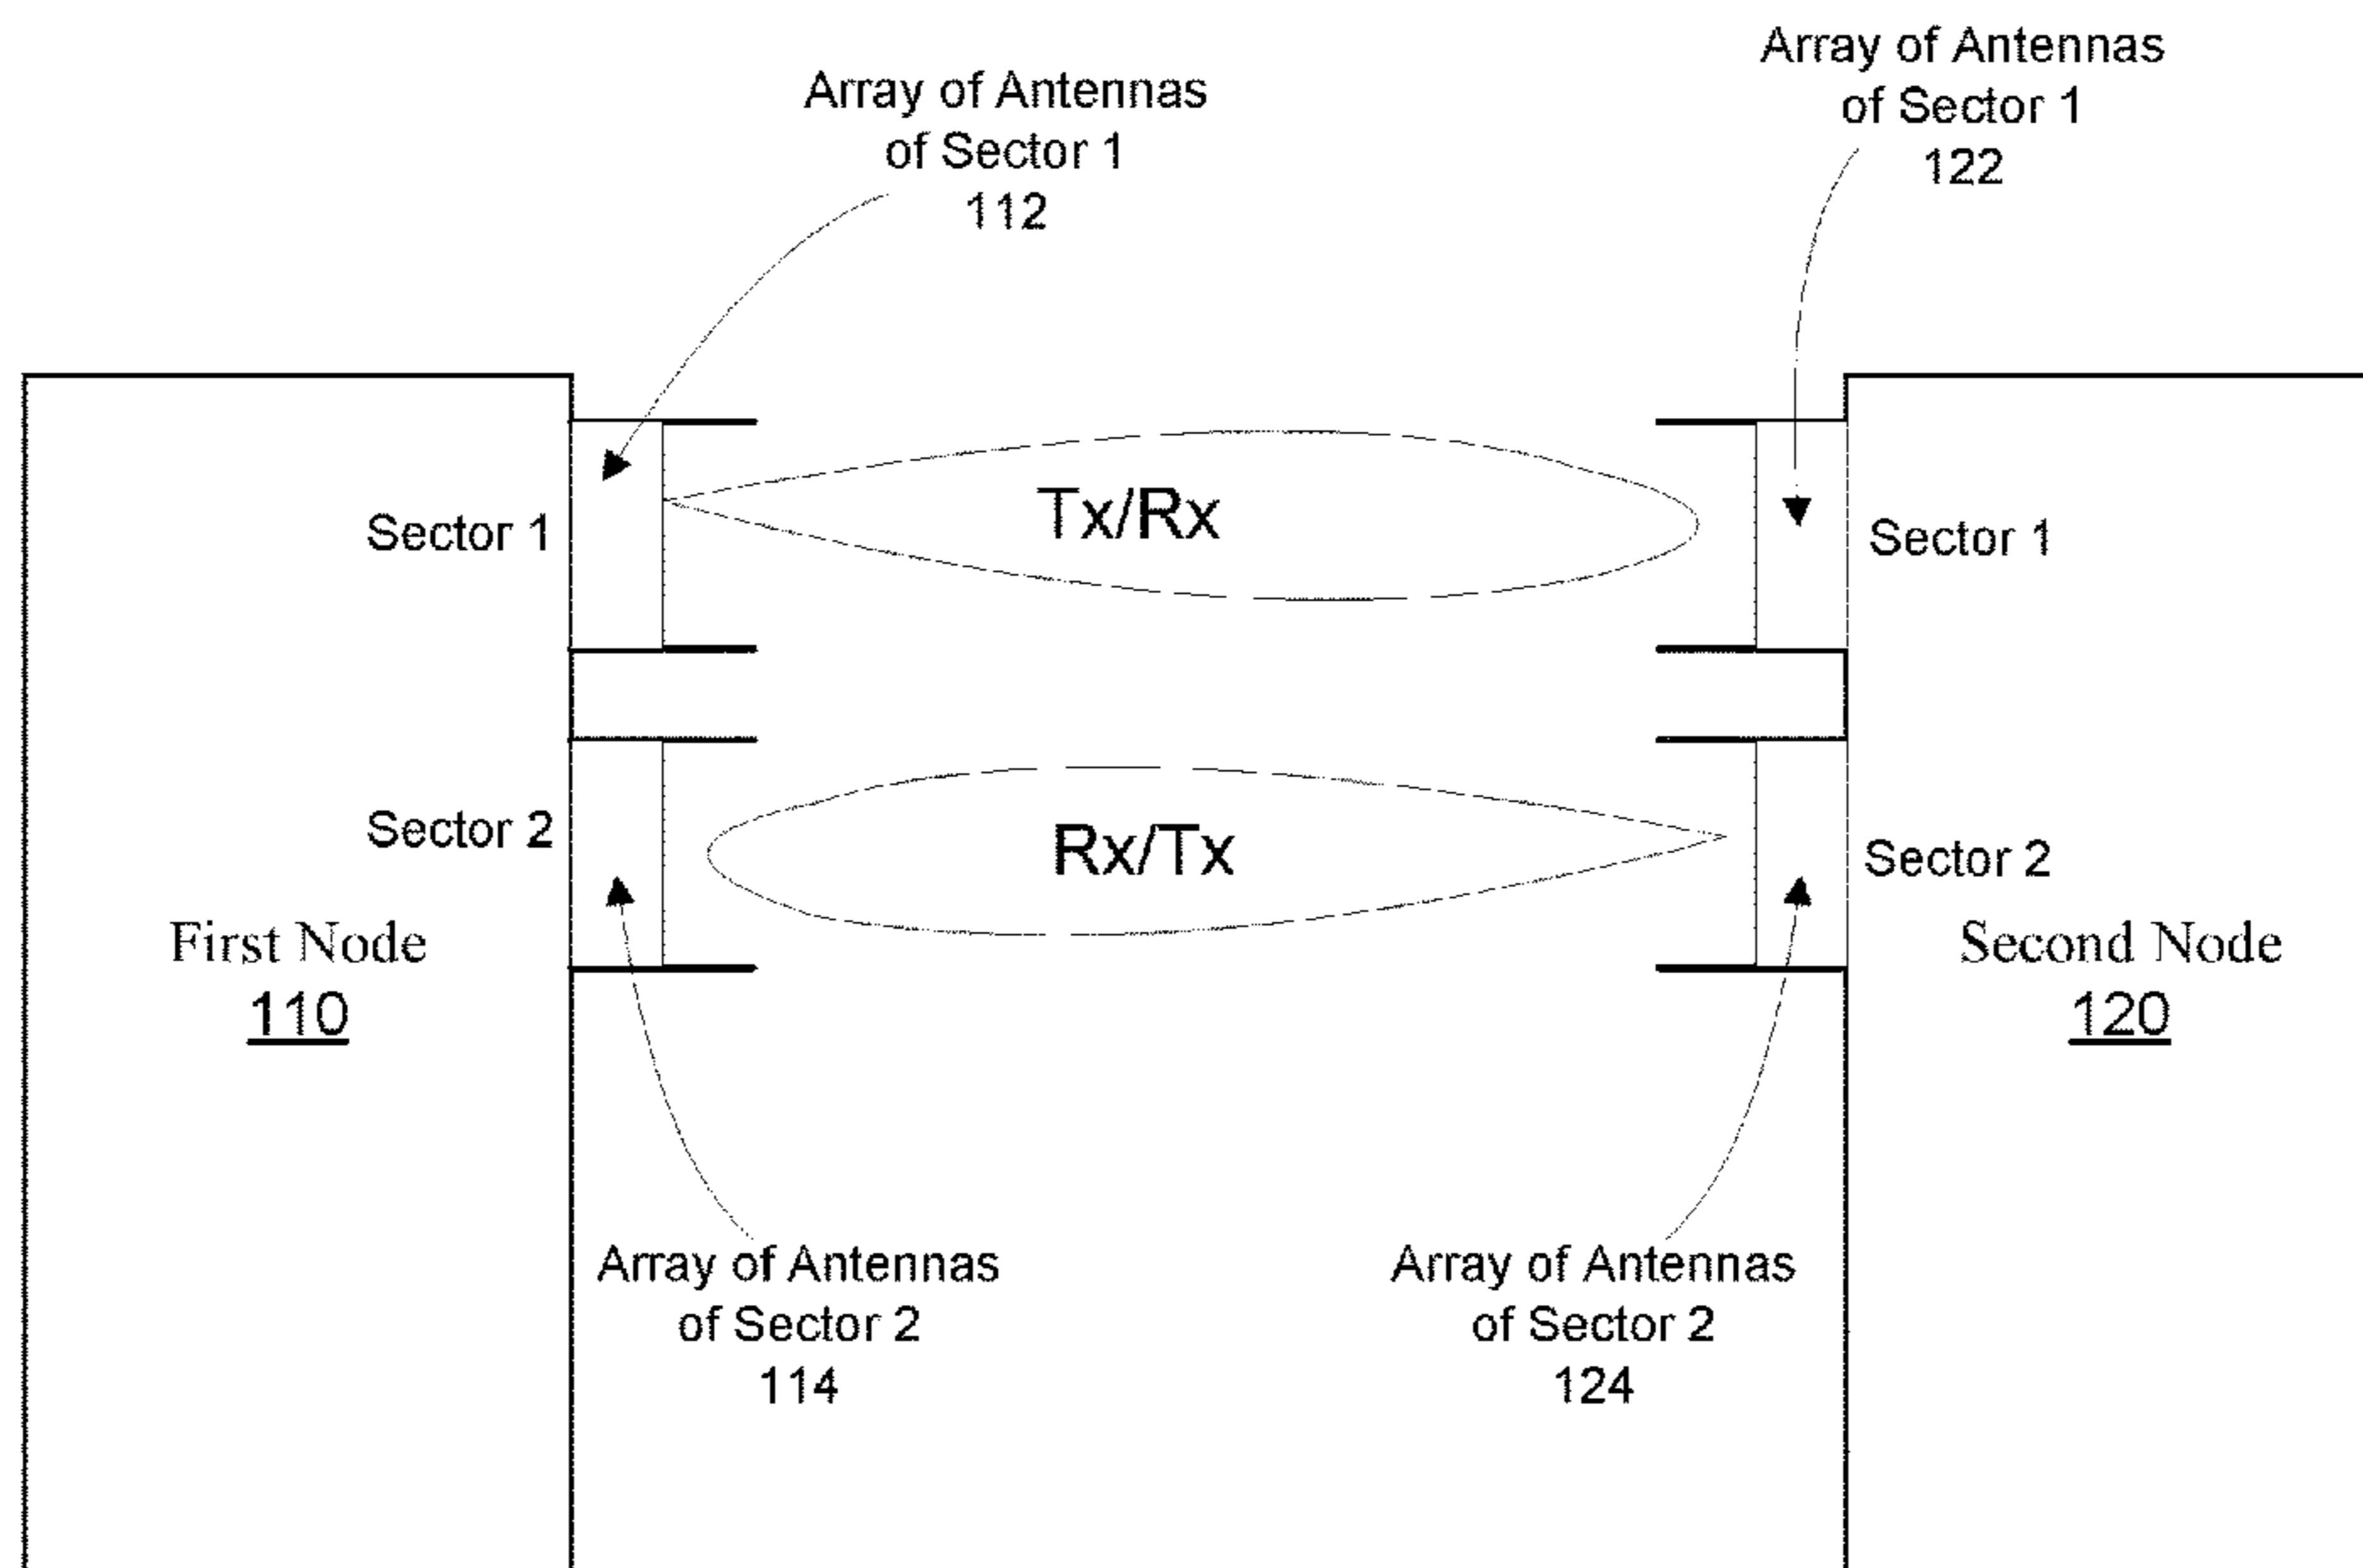 Array of Antennas
of Sector 1
112
Array of Antennas
of Sector 1
122
Tx/Rx
Sector 1
Sector 1
Rx/Tx
Sector 2
Sector 2
First Node
110
Second Node
120
Array of Antennas
of Sector 2
114
Array of Antennas
of Sector 2
124